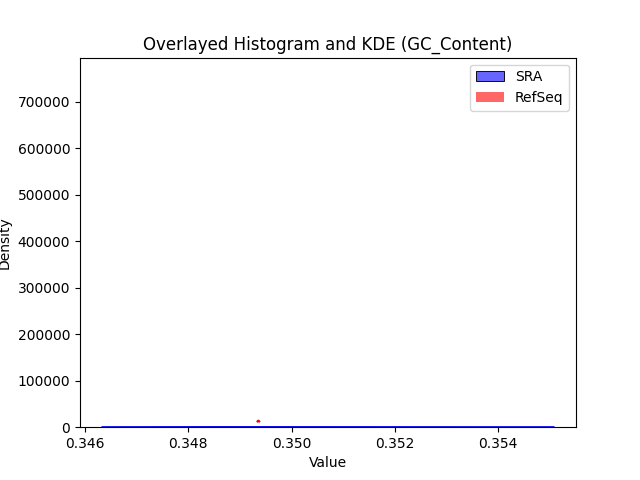 Overlayed Histogram and KDE (GC_Content)
SRA
RefSeq
700000
600000
500000
400000
300000
200000
100000
0
Density
0.346 0.348 0.350 0.352 0.354
Value